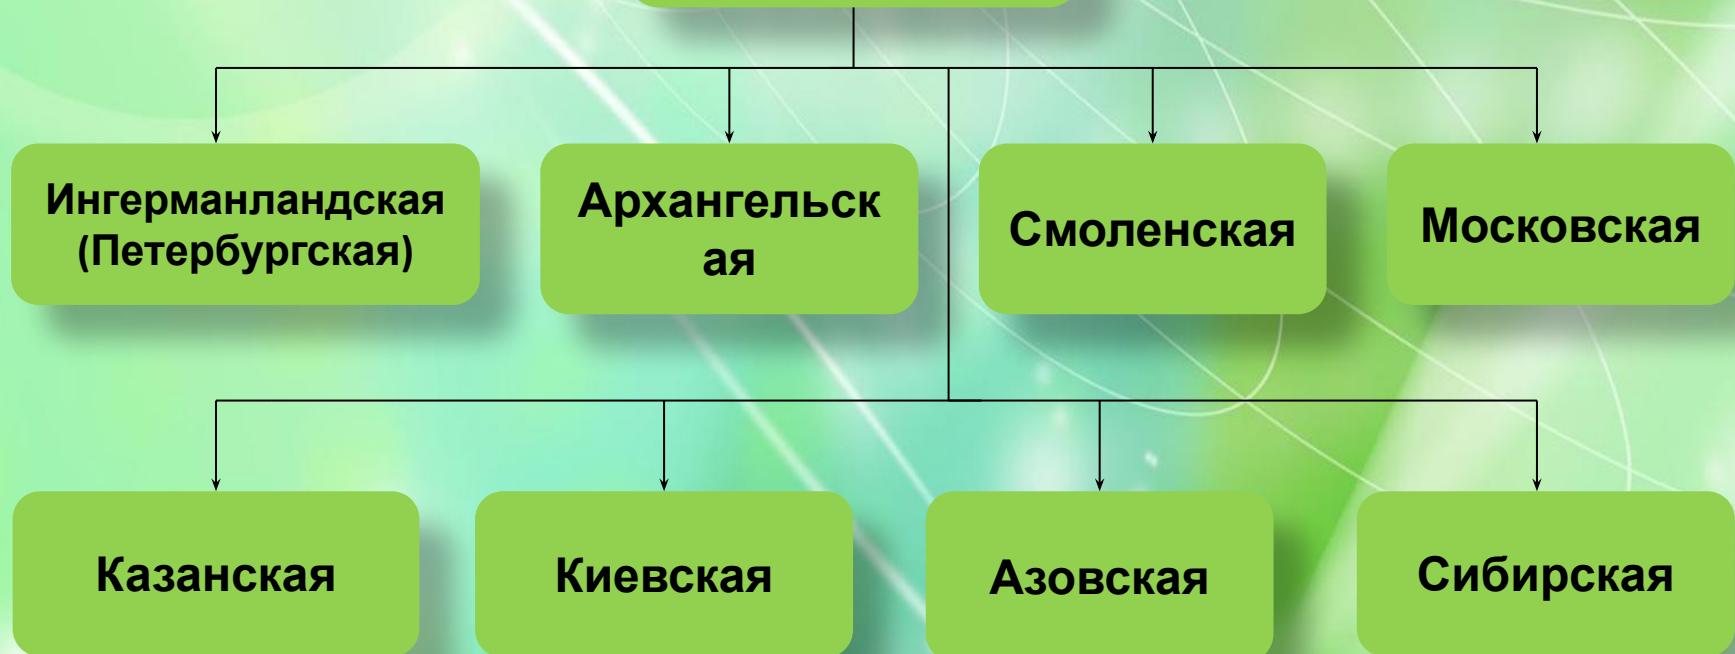 Ингерманландская
(Петербургская)
Архангельск
ая
Смоленская
Московская
Казанская
Киевская
Азовская
Сибирская